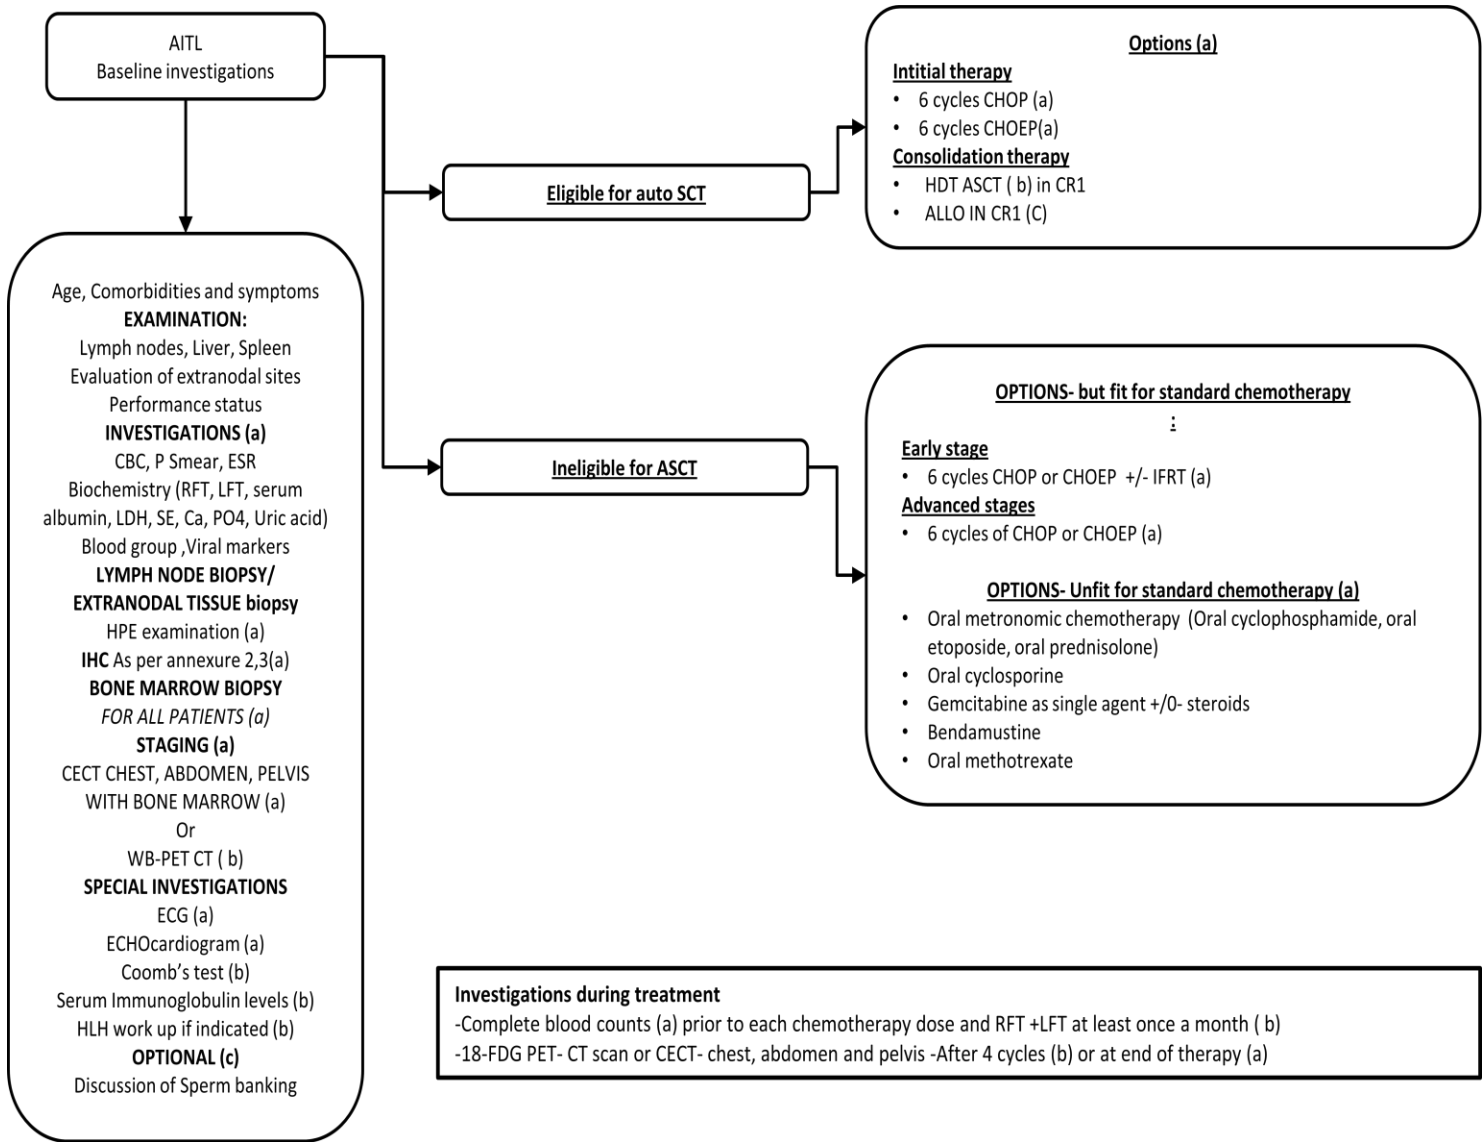 AITL
Baseline investigations
Age, Comorbidities and symptoms
EXAMINATION:
Lymph nodes, Liver, Spleen
Evaluation of extranodal sites
Performance status
INVESTIGATIONS (a)
CBC, P Smear, ESR
Biochemistry (RFT, LFT, serum
albumin, LDH, SE, Ca, PO4, Uric acid)
Blood group ,Viral markers
LYMPH NODE BIOPSY/
EXTRANODAL TISSUE biopsy
HPE examination (a)
IHC As per annexure 2,3(a)
BONE MARROW BIOPSY
FOR ALL PATIENTS (a)
STAGING (a)
CECT CHEST, ABDOMEN, PELVIS
WITH BONE MARROW (a)
Or
WB-PET CT ( b)
SPECIAL INVESTIGATIONS
ECG (a)
ECHOcardiogram (a)
Coomb's test (b)
Serum Immunoglobulin levels (b)
HLH work up if indicated (b)
OPTIONAL (c)
Discussion of Sperm banking
Eligible for auto SCT
Options (a)
Intitial therapy
• 6 cycles CHOP (a)
• 6 cycles CHOEP(a)
Consolidation therapy
• HDT ASCT ( b) in CR1
• ALLO IN CR1 (C)
Ineligible for ASCT
OPTIONS- but fit for standard chemotherapy
:
Early stage
• 6 cycles CHOP or CHOEP +/- IFRT (a)
Advanced stages
• 6 cycles of CHOP or CHOEP (a)
OPTIONS- Unfit for standard chemotherapy (a)
• Oral metronomic chemotherapy (Oral cyclophosphamide, oral
etoposide, oral prednisolone)
• Oral cyclosporine
• Gemcitabine as single agent +/0- steroids
• Bendamustine
• Oral methotrexate
Investigations during treatment
-Complete blood counts (a) prior to each chemotherapy dose and RFT +LFT at least once a month ( b)
-18-FDG PET- CT scan or CECT- chest, abdomen and pelvis -After 4 cycles (b) or at end of therapy (a)